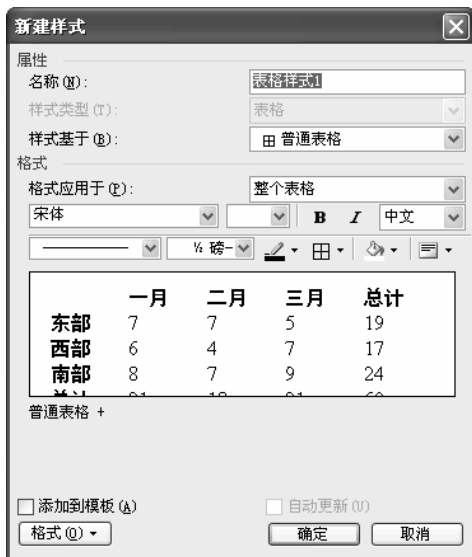 新建样式
属性
名称(N): 表格样式1
样式类型(T): 表格
样式基于(B): 普通表格
格式
格式应用于(P): 整个表格
宋体 B I 中文
½ 磅
一月 二月 三月 总计
东部 7 7 5 19
西部 6 4 7 17
南部 8 7 9 24
普通表格 +
添加到模板(A) 自动更新(U)
格式(O) 确定 取消